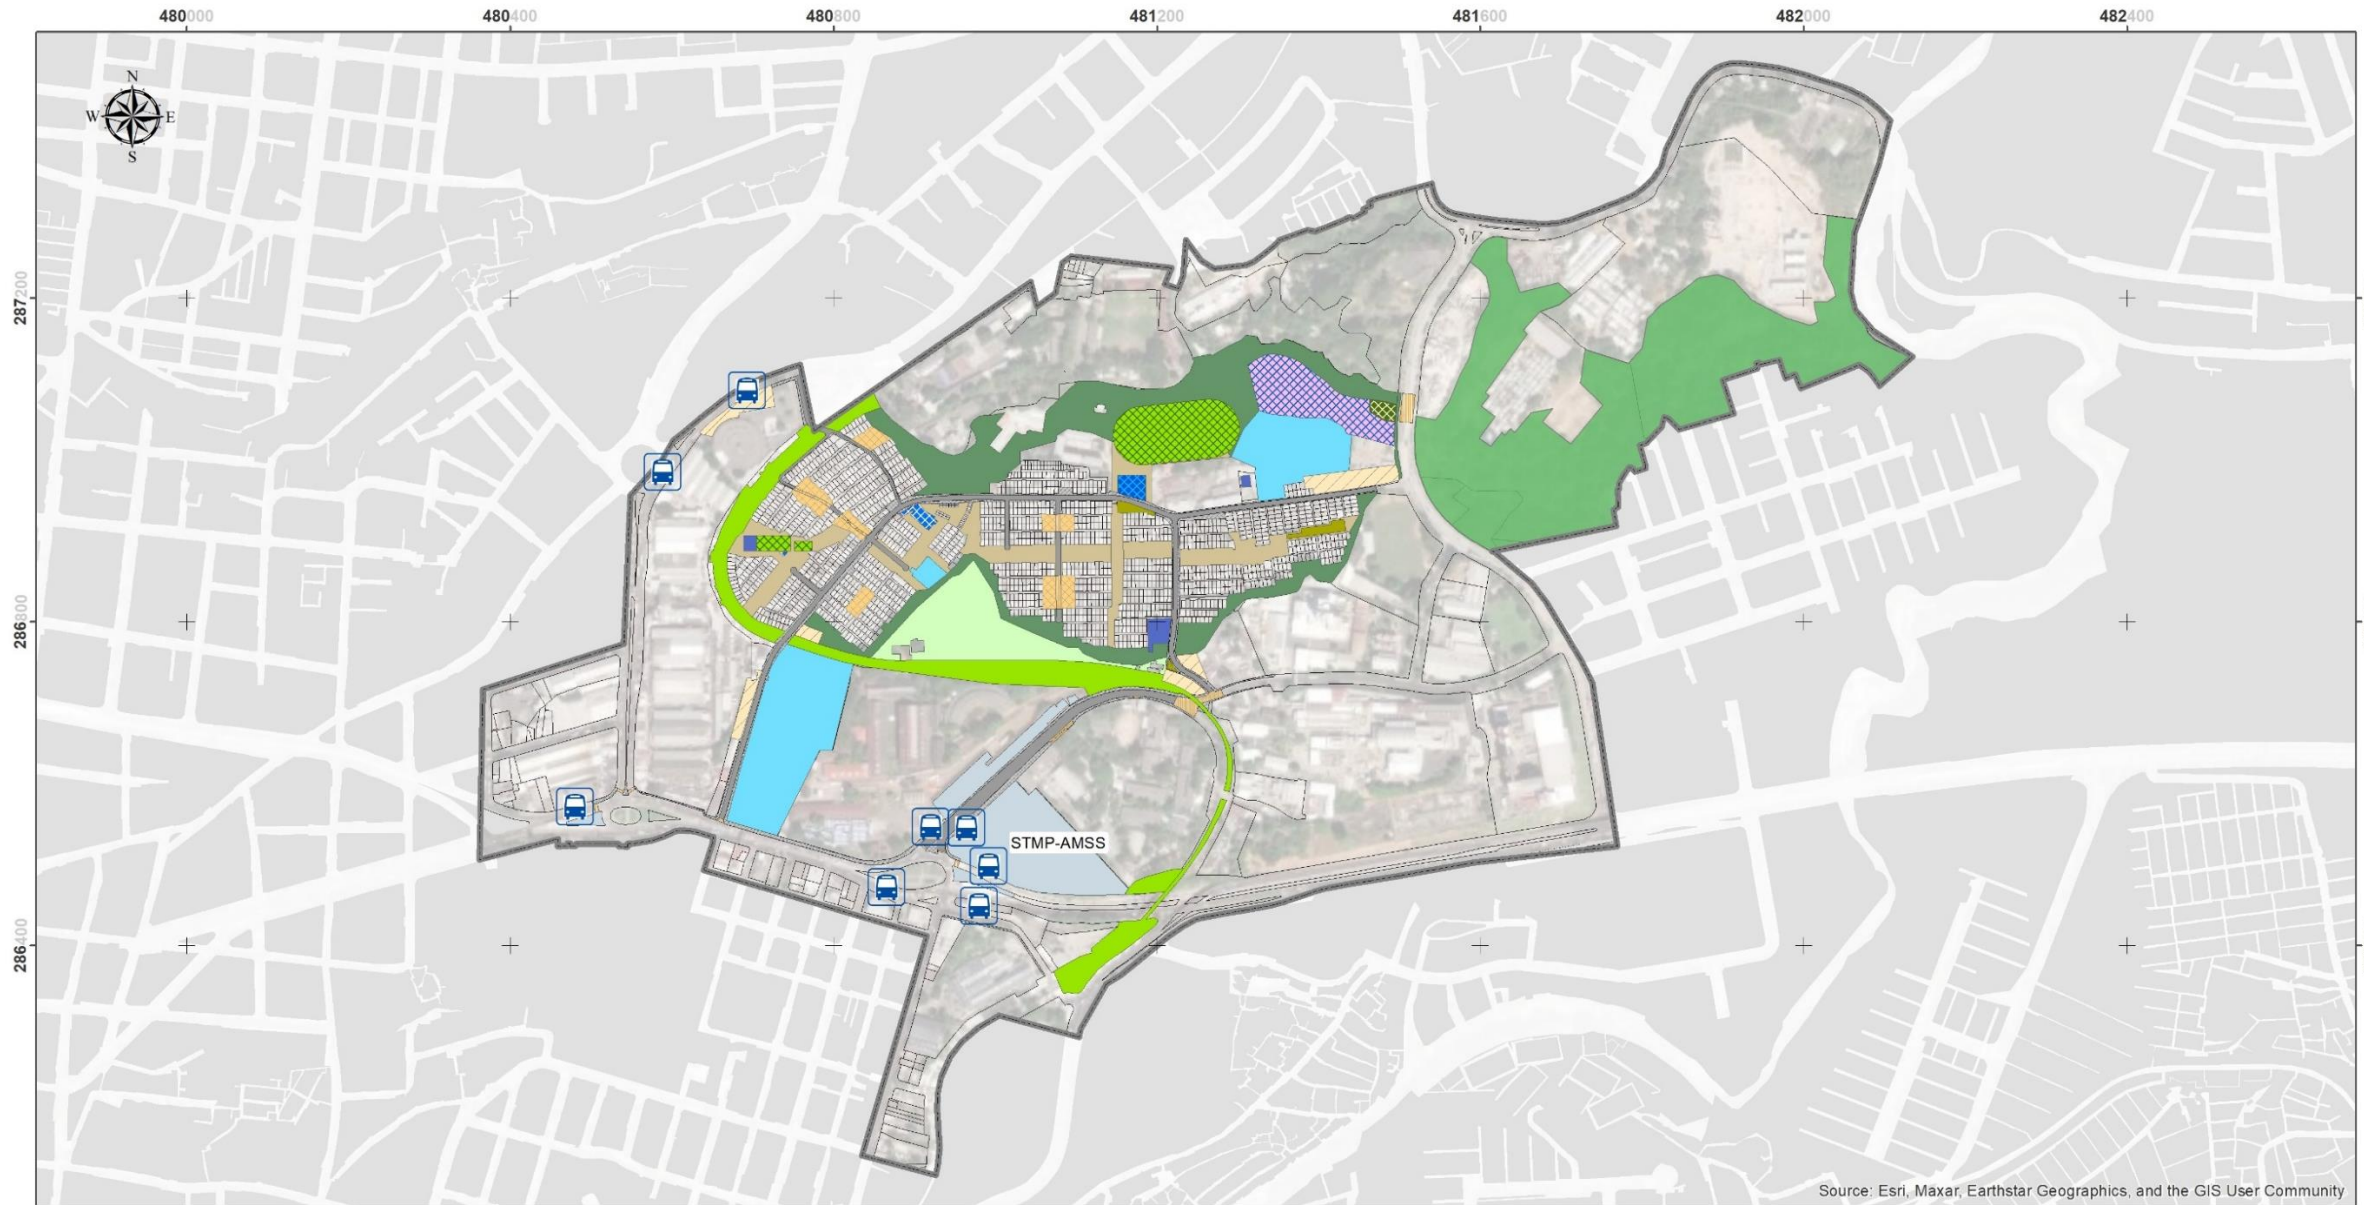 480000 480400 480800 481200 481600 482000 482400
N
W E
S
287200
286800
STMP-AMSS
286400
Source: Esri, Maxar, Earthstar Geographics, and the GIS User Community